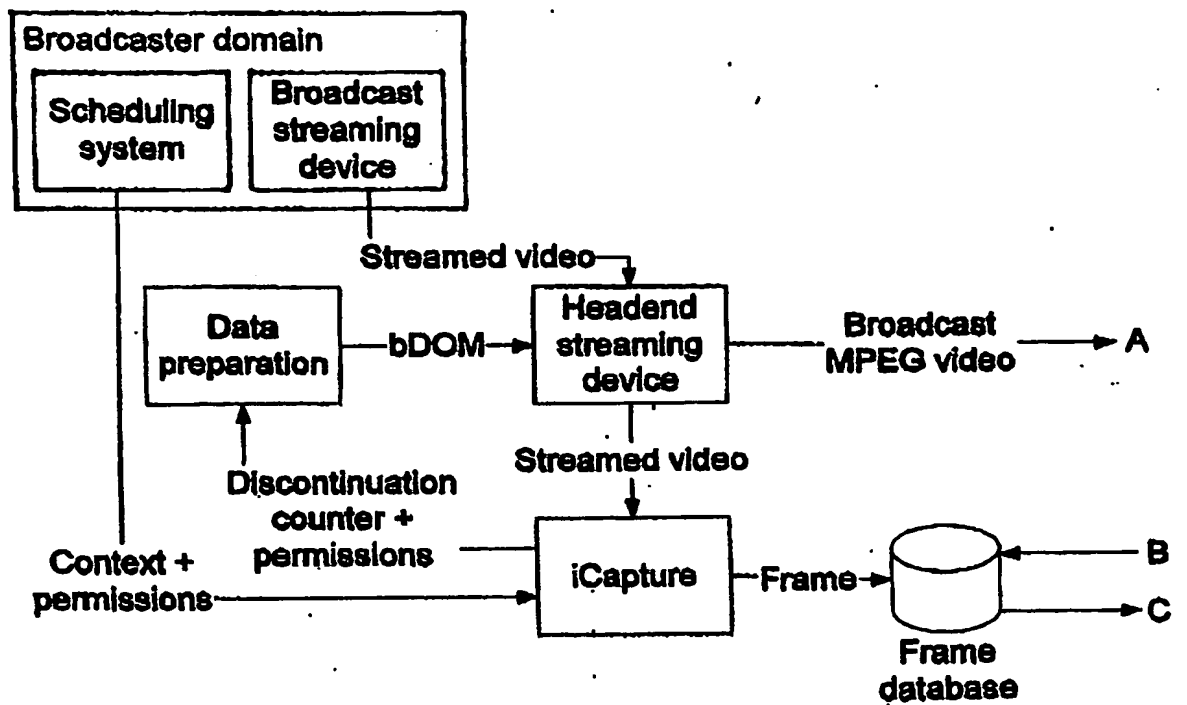 Broadcaster domain
Scheduling
system
Broadcast
streaming
device
Streamed video
Data
preparation
bDOM
Headend
streaming
device
Broadcast
MPEG video
A
Streamed video
Discontinuation
counter +
permissions
Context +
permissions
iCapture
Frame
B
C
Frame
database